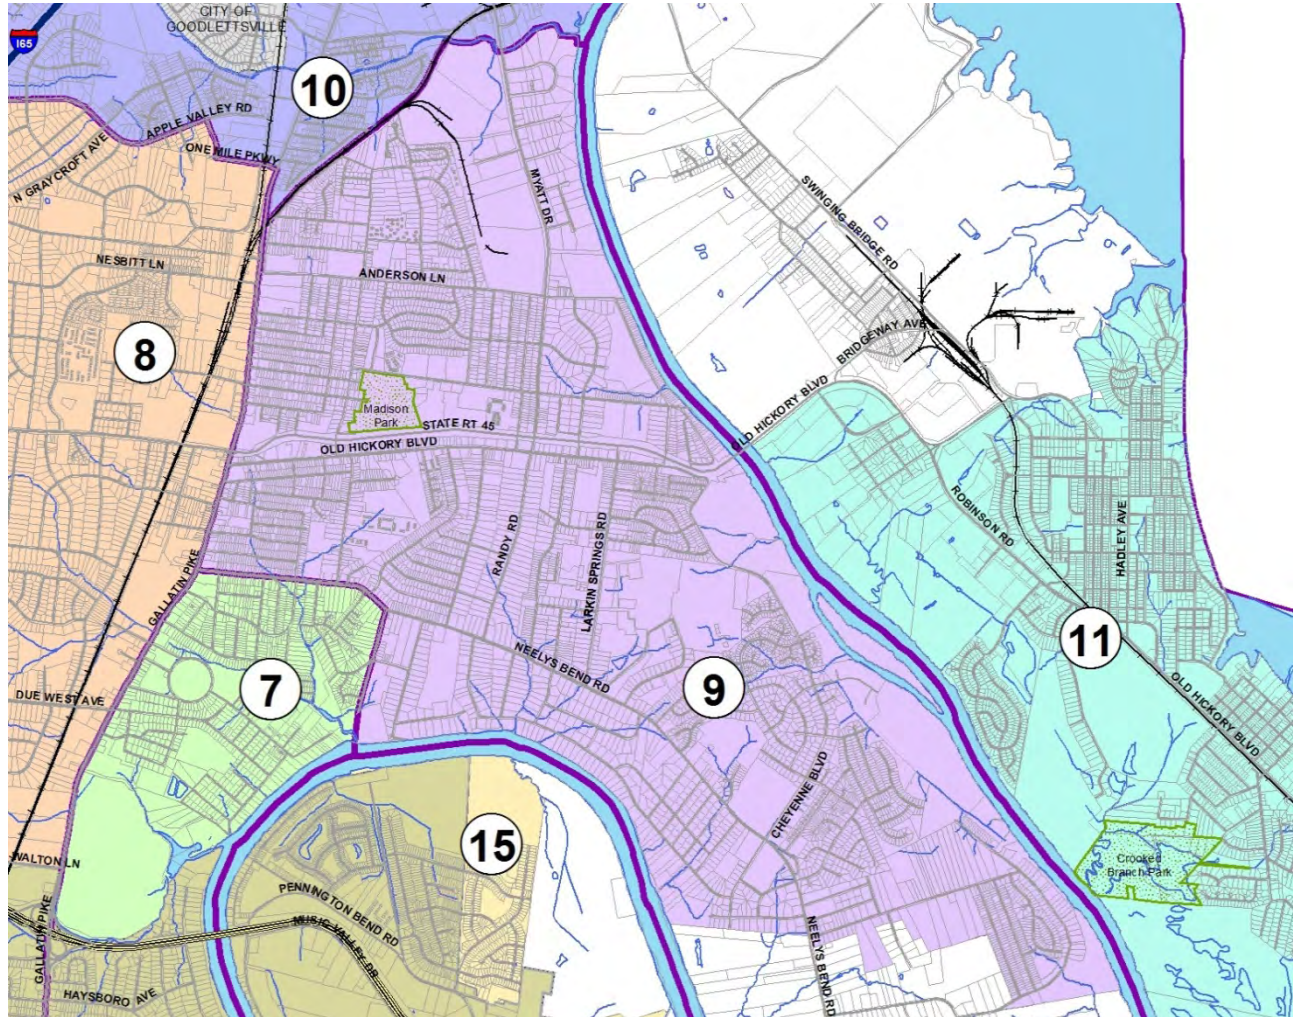 CITY OF
GOODLETTSVILLE
I65
10
APPLE VALLEY RD
ONE MILE PKWY
N GRAYCROFT AVE
MYATT DR
SWINGING BRIDGE RD
NESBITT LN
ANDERSON LN
8
BRIDGEWAY AVE
OLD HICKORY BLVD
Madison
Park
STATE RT 45
OLD HICKORY BLVD
ROBINSON RD
HADLEY AVE
RANDY RD
LARKIN SPRINGS RD
GALLATIN PIKE
11
NEELYS BEND RD
7
9
DUE WEST AVE
OLD HICKORY BLVD
CHEYENNE BLVD
15
WALTON LN
Crooked
Branch Park
PENNINGTON BEND RD
MUSIC VALLEY DR
GALLATIN PIKE
NEELYS BEND RD
HAYSBORO AVE